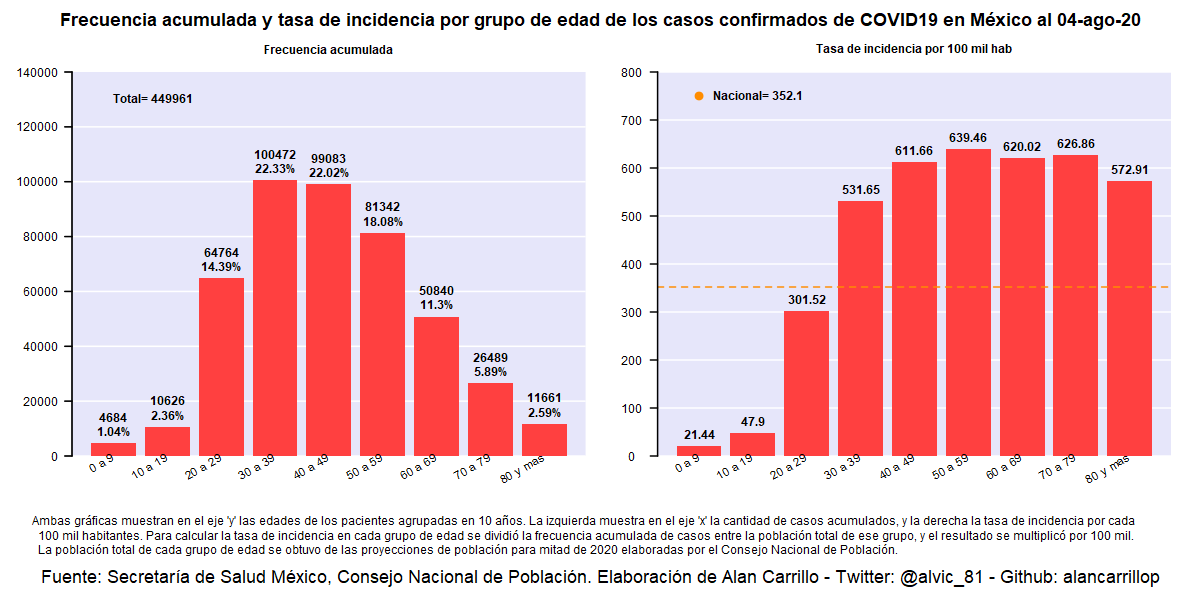 Frecuencia acumulada y tasa de incidencia por grupo de edad de los casos confirmados de COVID19 en México al 04-ago-20
Frecuencia acumulada
140000
120000
100000
80000
60000
40000
20000
0
Total= 449961
4684
1.04%
10626
2.36%
64764
14.39%
100472
22.33%
99083
22.02%
81342
18.08%
50840
11.3%
26489
5.89%
11661
2.59%
0 a 9
10 a 19
20 a 29
30 a 39
40 a 49
50 a 59
60 a 69
70 a 79
80 y mas
Tasa de incidencia por 100 mil hab
800
700
600
500
400
300
200
100
0
Nacional= 352.1
21.44
47.9
301.52
531.65
611.66
639.46
620.02
626.86
572.91
0 a 9
10 a 19
20 a 29
30 a 39
40 a 49
50 a 59
60 a 69
70 a 79
80 y mas
Ambas gráficas muestran en el eje 'y' las edades de los pacientes agrupadas en 10 años. La izquierda muestra en el eje 'x' la cantidad de casos acumulados, y la derecha la tasa de incidencia por cada
100 mil habitantes. Para calcular la tasa de incidencia en cada grupo de edad se dividió la frecuencia acumulada de casos entre la población total de ese grupo, y el resultado se multiplicó por 100 mil.
La población total de cada grupo de edad se obtuvo de las proyecciones de población para mitad de 2020 elaboradas por el Consejo Nacional de Población.
Fuente: Secretaría de Salud México, Consejo Nacional de Población. Elaboración de Alan Carrillo - Twitter: @alvic_81 - Github: alancarrillop